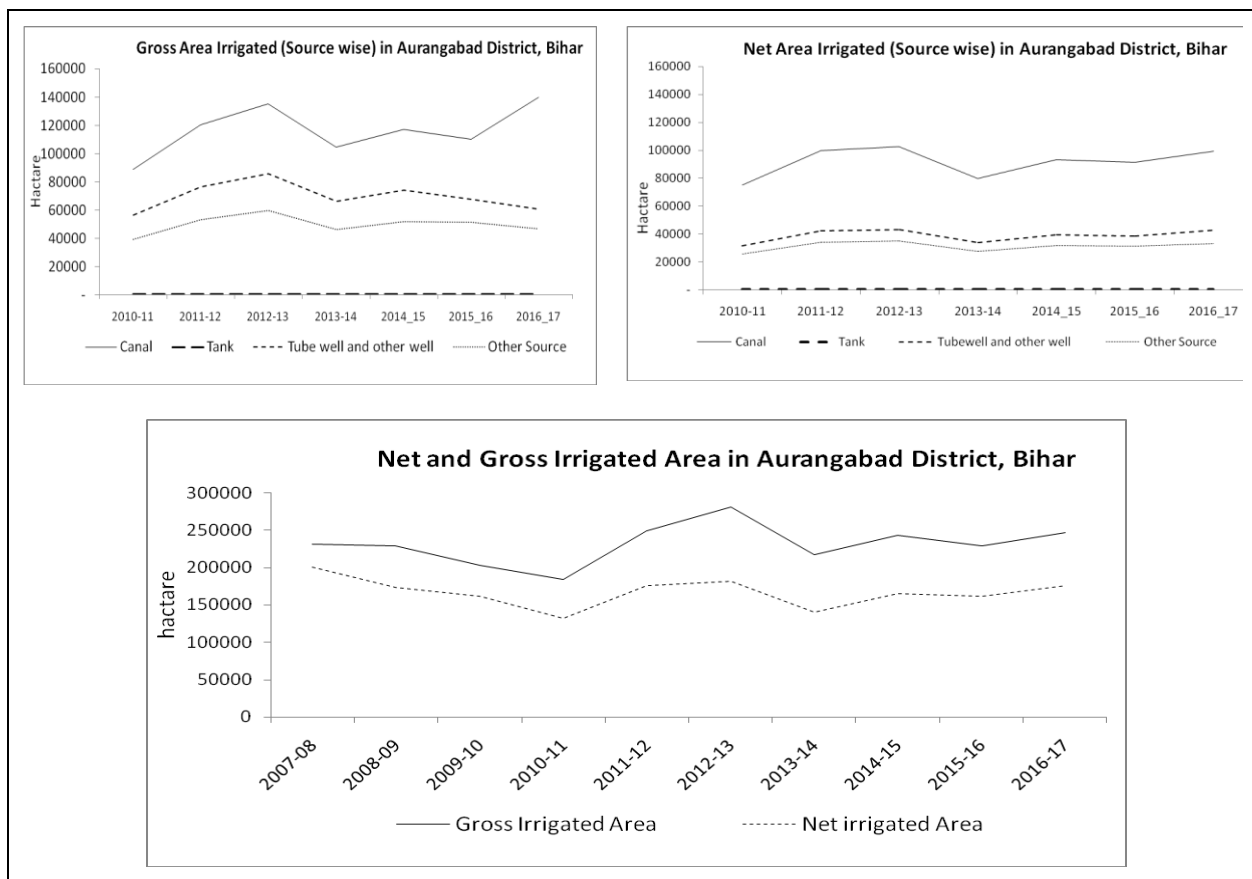 Gross Area Irrigated (Source wise) in Aurangabad District, Bihar
160000
140000
120000
100000
80000
60000
40000
20000
-
Hactare
2010-11 2011-12 2012-13 2013-14 2014_15 2015_16 2016_17
Canal Tank Tube well and other well Other Source
Net Area Irrigated (Source wise) in Aurangabad District, Bihar
160000
140000
120000
100000
80000
60000
40000
20000
-
Hactare
2010-11 2011-12 2012-13 2013-14 2014_15 2015_16 2016_17
Canal Tank Tubewell and other well Other Source
Net and Gross Irrigated Area in Aurangabad District, Bihar
300000
250000
200000
150000
100000
50000
0
hactare
2007-08 2008-09 2009-10 2010-11 2011-12 2012-13 2013-14 2014-15 2015-16 2016-17
Gross Irrigated Area Net irrigated Area